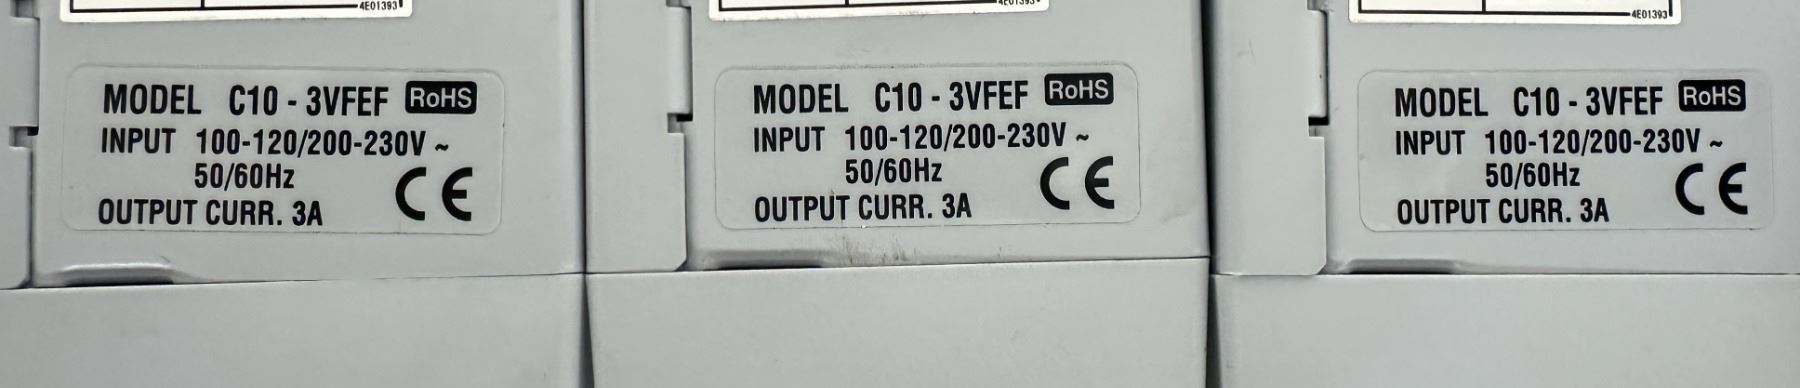 4E01393
MODEL C10 - 3VFEF RoHS
INPUT 100-120/200-230V ~
50/60Hz
OUTPUT CURR. 3A CE
4E01393
MODEL C10 - 3VFEF RoHS
INPUT 100-120/200-230V ~
50/60Hz
OUTPUT CURR. 3A CE
4E01393
MODEL C10 - 3VFEF RoHS
INPUT 100-120/200-230V ~
50/60Hz
OUTPUT CURR. 3A CE